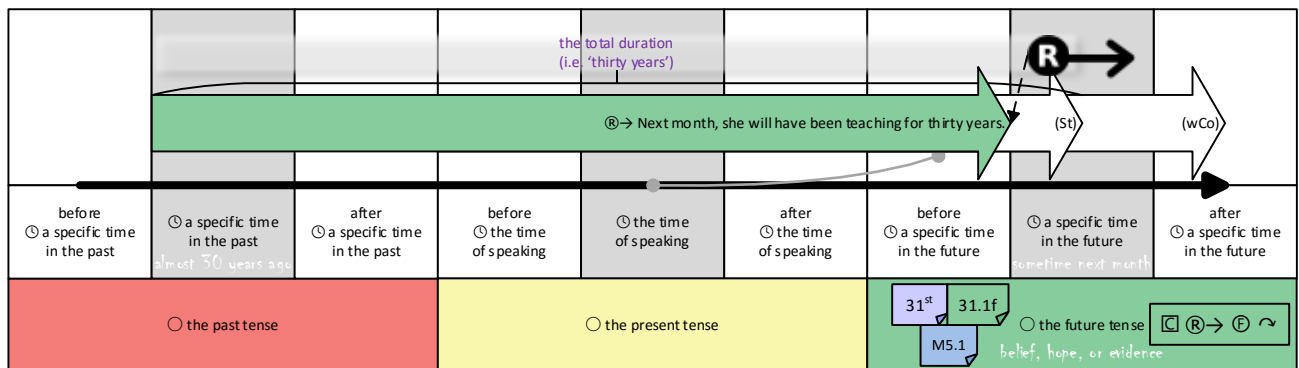 the total duration
(i.e. ‘thirty years’)
R
Ⓡ→ Next month, she will have been teaching for thirty years.
(St)
(wCo)
before
a specific time
in the past
a specific time
in the past
almost 30 years ago
after
a specific time
in the past
before
the time
of speaking
the time
of speaking
after
the time
of speaking
before
a specific time
in the future
a specific time
in the future
sometime next month
after
a specific time
in the future
the past tense
the present tense
31st
31.1f
M5.1
the future tense
C Ⓡ→ Ⓕ
belief, hope, or evidence